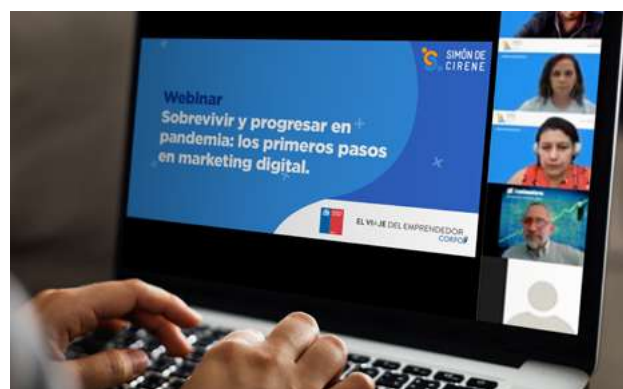 SIMÓN DE
CIRENE
Webinar
Sobrevivir y progresar en
pandemia: los primeros pasos
en marketing digital.
EL VIAJE DEL EMPRENDEDOR
CORFO